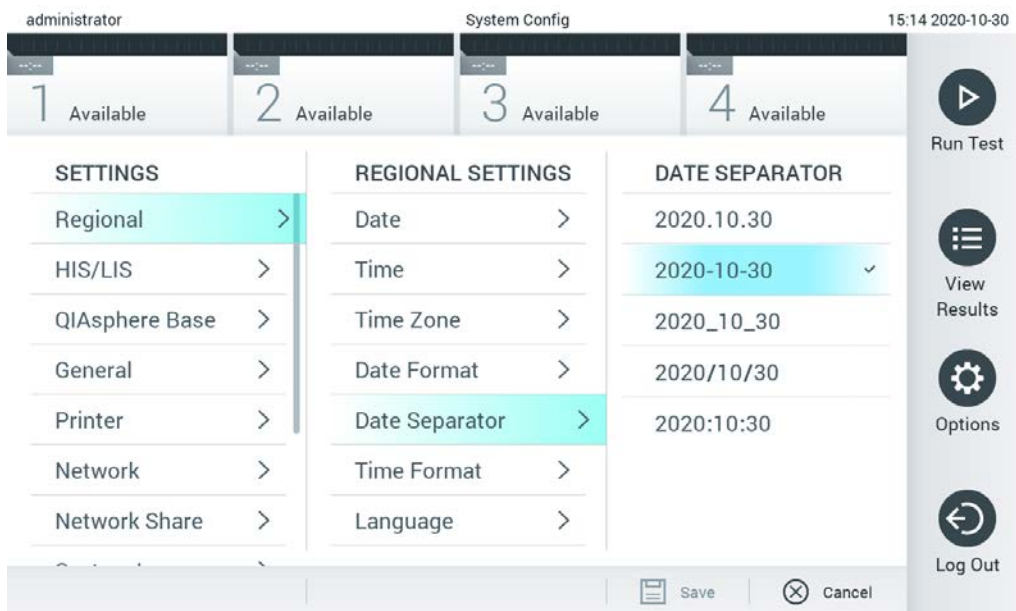 administrator System Config 15:14 2020-10-30
--:-- --:-- --:-- --:--
1 Available 2 Available 3 Available 4 Available
Run Test
SETTINGS REGIONAL SETTINGS DATE SEPARATOR
Regional Date 2020.10.30
HIS/LIS Time 2020-10-30
View
Results
QIAsphere Base Time Zone 2020_10_30
General Date Format 2020/10/30
Printer Date Separator 2020:10:30
Options
Network Time Format
Network Share Language
Log Out
Save Cancel